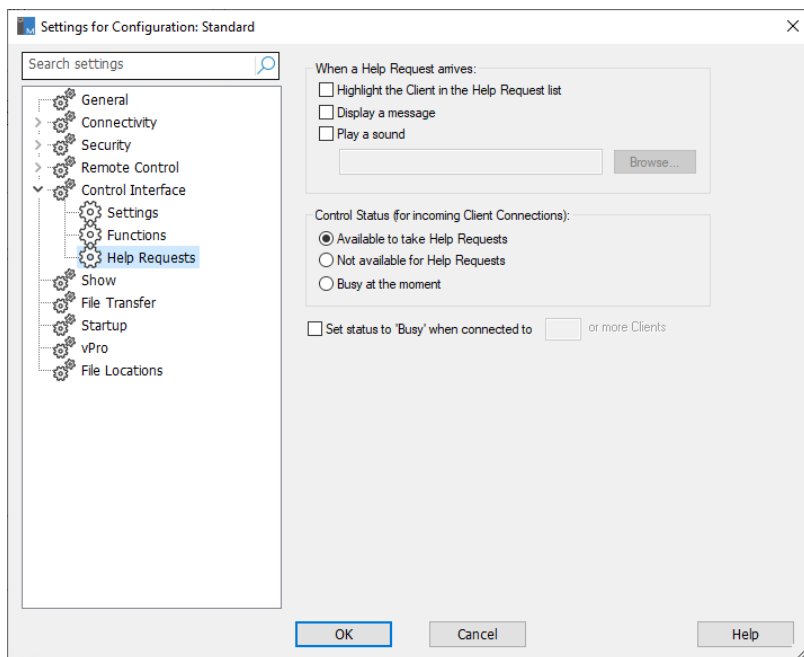 Settings for Configuration: Standard
Search settings
General
Connectivity
Security
Remote Control
Control Interface
Settings
Functions
Help Requests
Show
File Transfer
Startup
vPro
File Locations
When a Help Request arrives:
Highlight the Client in the Help Request list
Display a message
Play a sound
Browse...
Control Status (for incoming Client Connections):
Available to take Help Requests
Not available for Help Requests
Busy at the moment
Set status to 'Busy' when connected to or more Clients
OK Cancel Help